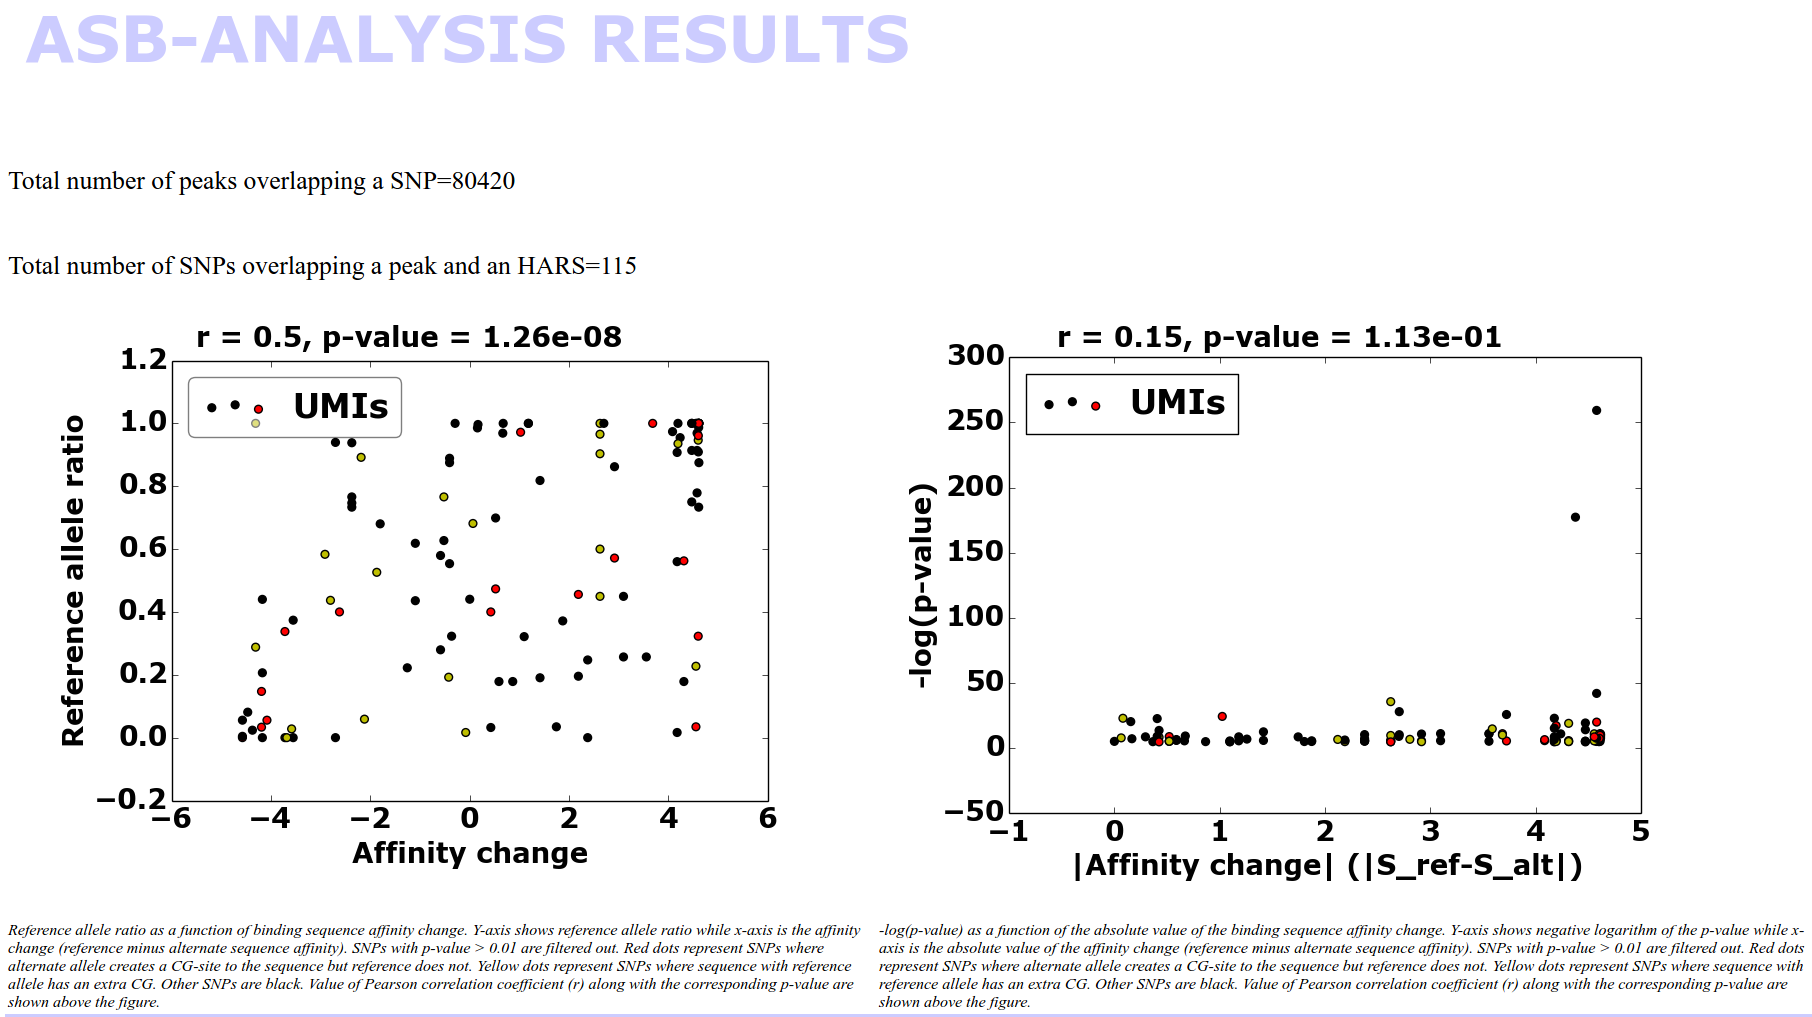 ASB-ANALYSIS RESULTS
Total number of peaks overlapping a SNP=80420
Total number of SNPs overlapping a peak and an HARS=115
r = 0.5, p-value = 1.26e-08
1.2
1.0
0.8
0.6
0.4
0.2
0.0
−0.2
−6
−4
−2
0
2
4
6
UMIs
Reference allele ratio
Affinity change
r = 0.15, p-value = 1.13e-01
300
250
200
150
100
50
0
−50
−1
0
1
2
3
4
5
UMIs
-log(p-value)
|Affinity change| (|S_ref-S_alt|)
Reference allele ratio as a function of binding sequence affinity change. Y-axis shows reference allele ratio while x-axis is the affinity
change (reference minus alternate sequence affinity). SNPs with p-value > 0.01 are filtered out. Red dots represent SNPs where
alternate allele creates a CG-site to the sequence but reference does not. Yellow dots represent SNPs where sequence with reference
allele has an extra CG. Other SNPs are black. Value of Pearson correlation coefficient (r) along with the corresponding p-value are
shown above the figure.
-log(p-value) as a function of the absolute value of the binding sequence affinity change. Y-axis shows negative logarithm of the p-value while x-
axis is the absolute value of the affinity change (reference minus alternate sequence affinity). SNPs with p-value > 0.01 are filtered out. Red dots
represent SNPs where alternate allele creates a CG-site to the sequence but reference does not. Yellow dots represent SNPs where sequence with
reference allele has an extra CG. Other SNPs are black. Value of Pearson correlation coefficient (r) along with the corresponding p-value are
shown above the figure.